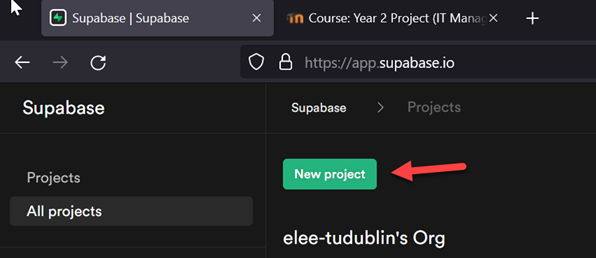 Supabase | Supabase
Course: Year 2 Project (IT Mana
https://app.supabase.io
Supabase
Supabase > Projects
New project
Projects
All projects
elee-tudublin's Org